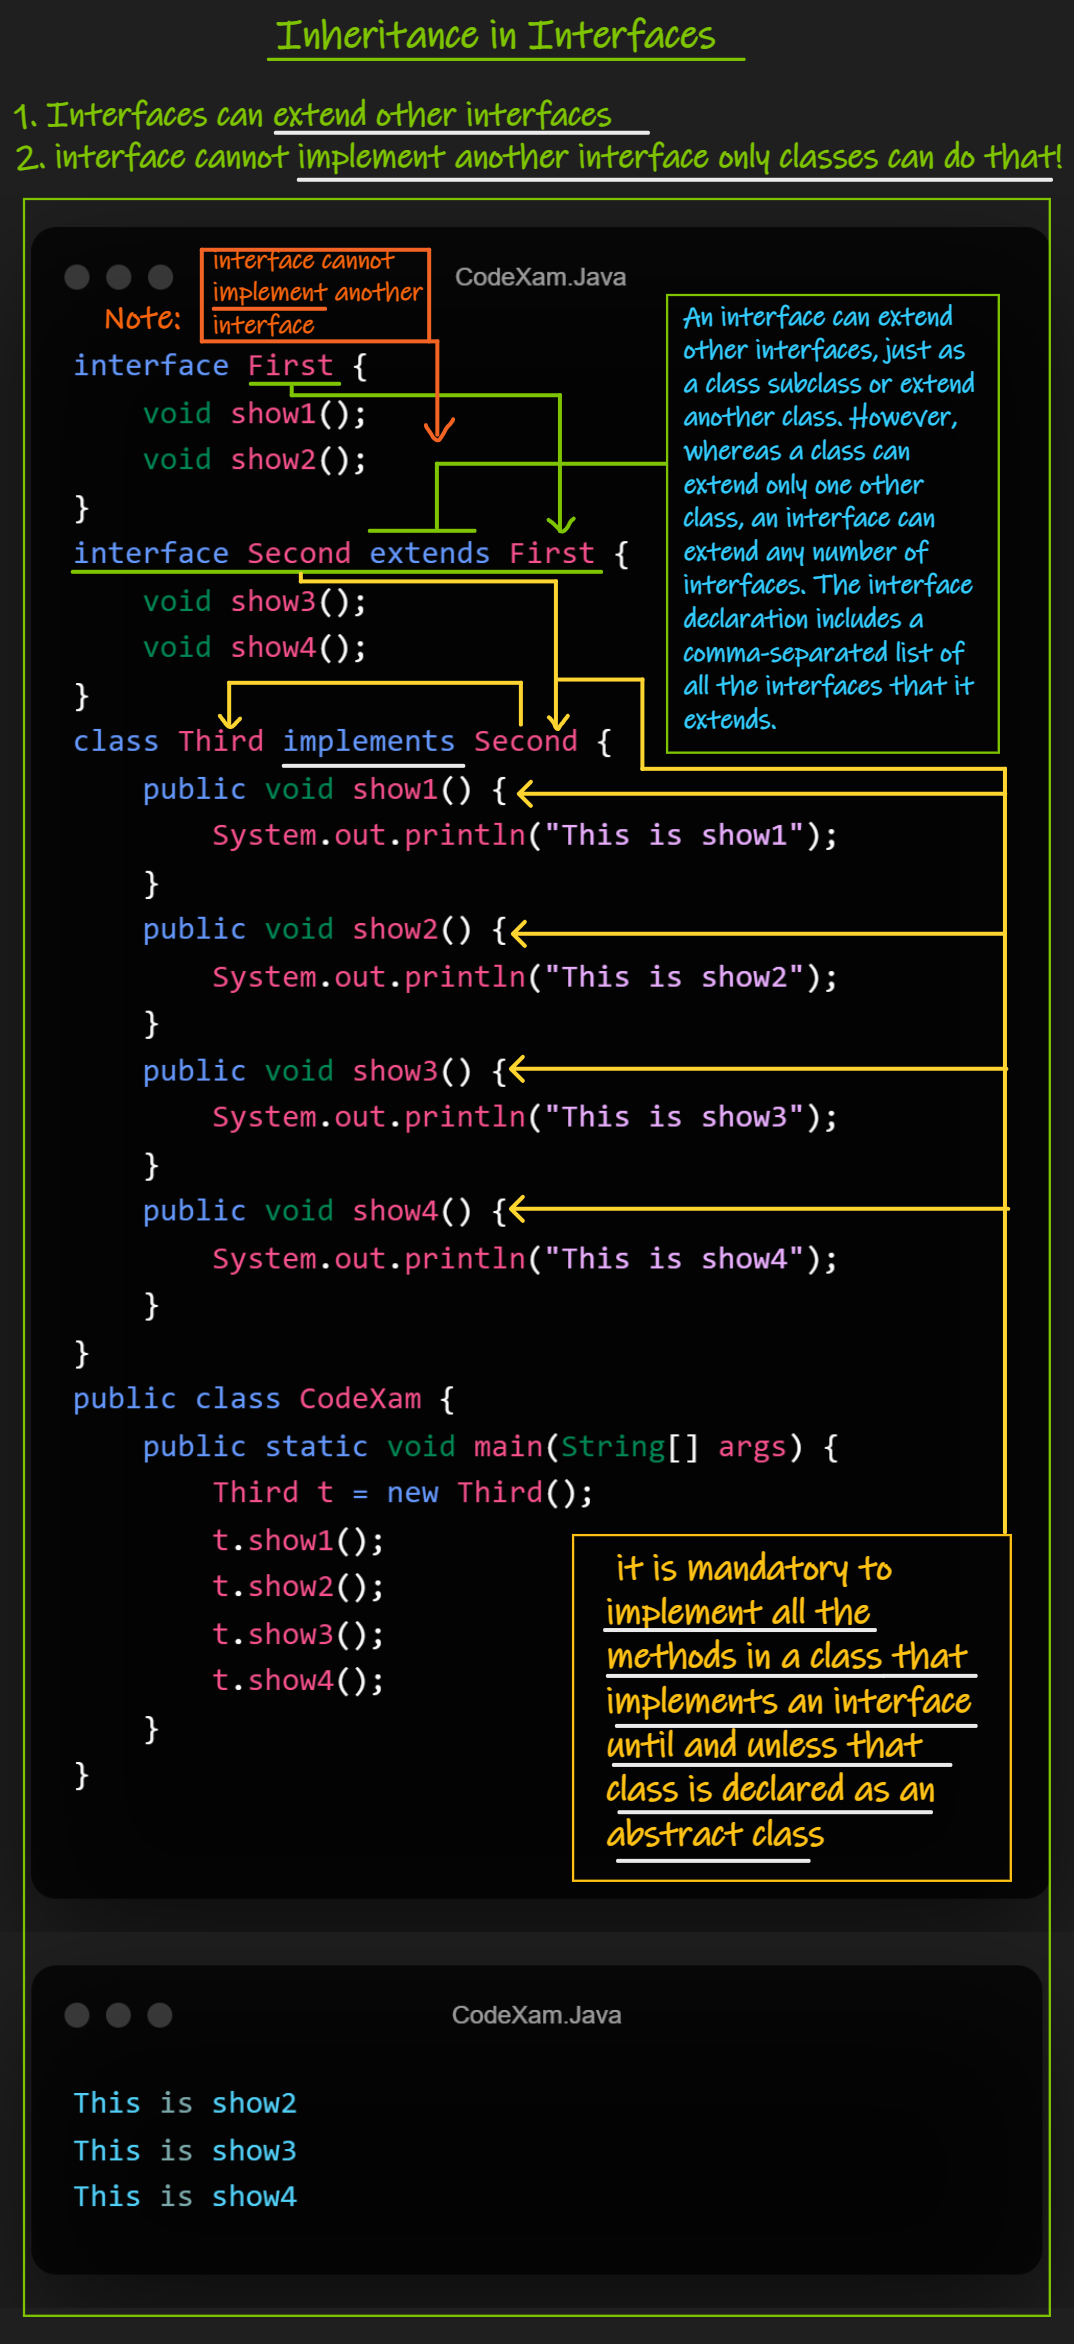 Inheritance in Interfaces
1. Interfaces can extend other interfaces
2. interface cannot implement another interface only classes can do that!
CodeXam.Java
Note:
interface cannot
implement another
interface
An interface can extend
other interfaces, just as
a class subclass or extend
another class. However,
whereas a class can
extend only one other
class, an interface can
extend any number of
interfaces. The interface
declaration includes a
comma-separated list of
all the interfaces that it
extends.
interface First {
    void show1();
    void show2();
}
interface Second extends First {
    void show3();
    void show4();
}
class Third implements Second {
    public void show1() {
        System.out.println("This is show1");
    }
    public void show2() {
        System.out.println("This is show2");
    }
    public void show3() {
        System.out.println("This is show3");
    }
    public void show4() {
        System.out.println("This is show4");
    }
}
public class CodeXam {
    public static void main(String[] args) {
        Third t = new Third();
        t.show1();
        t.show2();
        t.show3();
        t.show4();
    }
}
it is mandatory to
implement all the
methods in a class that
implements an interface
until and unless that
class is declared as an
abstract class
CodeXam.Java
This is show2
This is show3
This is show4